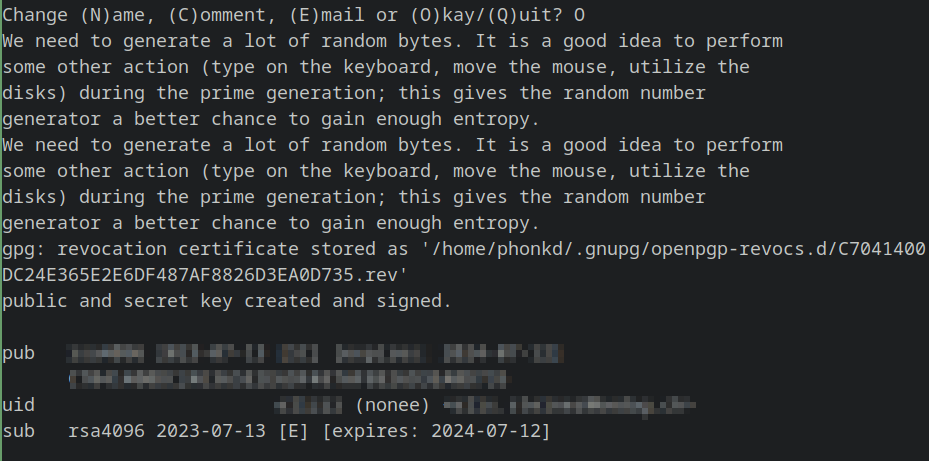 Change (N)ame, (C)omment, (E)mail or (O)kay/(Q)uit? O
We need to generate a lot of random bytes. It is a good idea to perform
some other action (type on the keyboard, move the mouse, utilize the
disks) during the prime generation; this gives the random number
generator a better chance to gain enough entropy.
We need to generate a lot of random bytes. It is a good idea to perform
some other action (type on the keyboard, move the mouse, utilize the
disks) during the prime generation; this gives the random number
generator a better chance to gain enough entropy.
gpg: revocation certificate stored as '/home/phonkd/.gnupg/openpgp-revocs.d/C7041400
DC24E365E2E6DF487AF8826D3EA0D735.rev'
public and secret key created and signed.
pub
uid (nonee)
sub rsa4096 2023-07-13 [E] [expires: 2024-07-12]